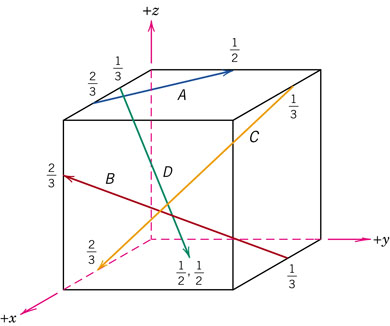 +z
1/3
1/2
2/3
A
1/3
C
2/3
B
D
2/3
+y
1/2, 1/2
1/3
+x